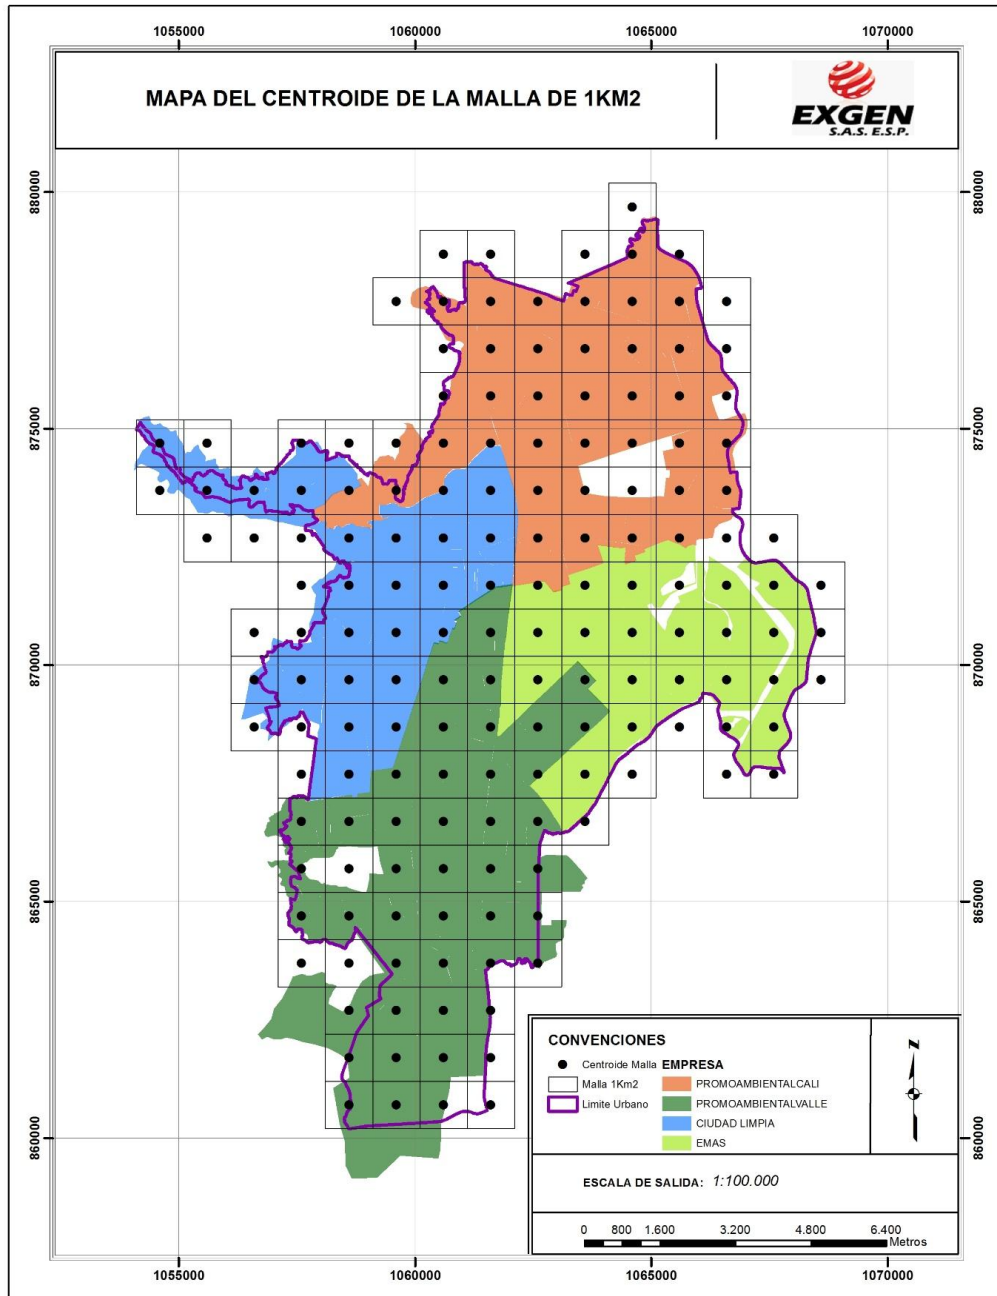 1055000 1060000 1065000 1070000
MAPA DEL CENTROIDE DE LA MALLA DE 1KM2
EXGEN
S.A.S. E.S.P.
880000 880000
875000 875000
870000 870000
865000 865000
CONVENCIONES
Centroide Malla EMPRESA
Malla 1Km2 PROMOAMBIENTALCALI
Limite Urbano PROMOAMBIENTALVALLE
CIUDAD LIMPIA
EMAS
N
860000 860000
ESCALA DE SALIDA: 1:100.000
0 800 1.600 3.200 4.800 6.400
Metros
1055000 1060000 1065000 1070000